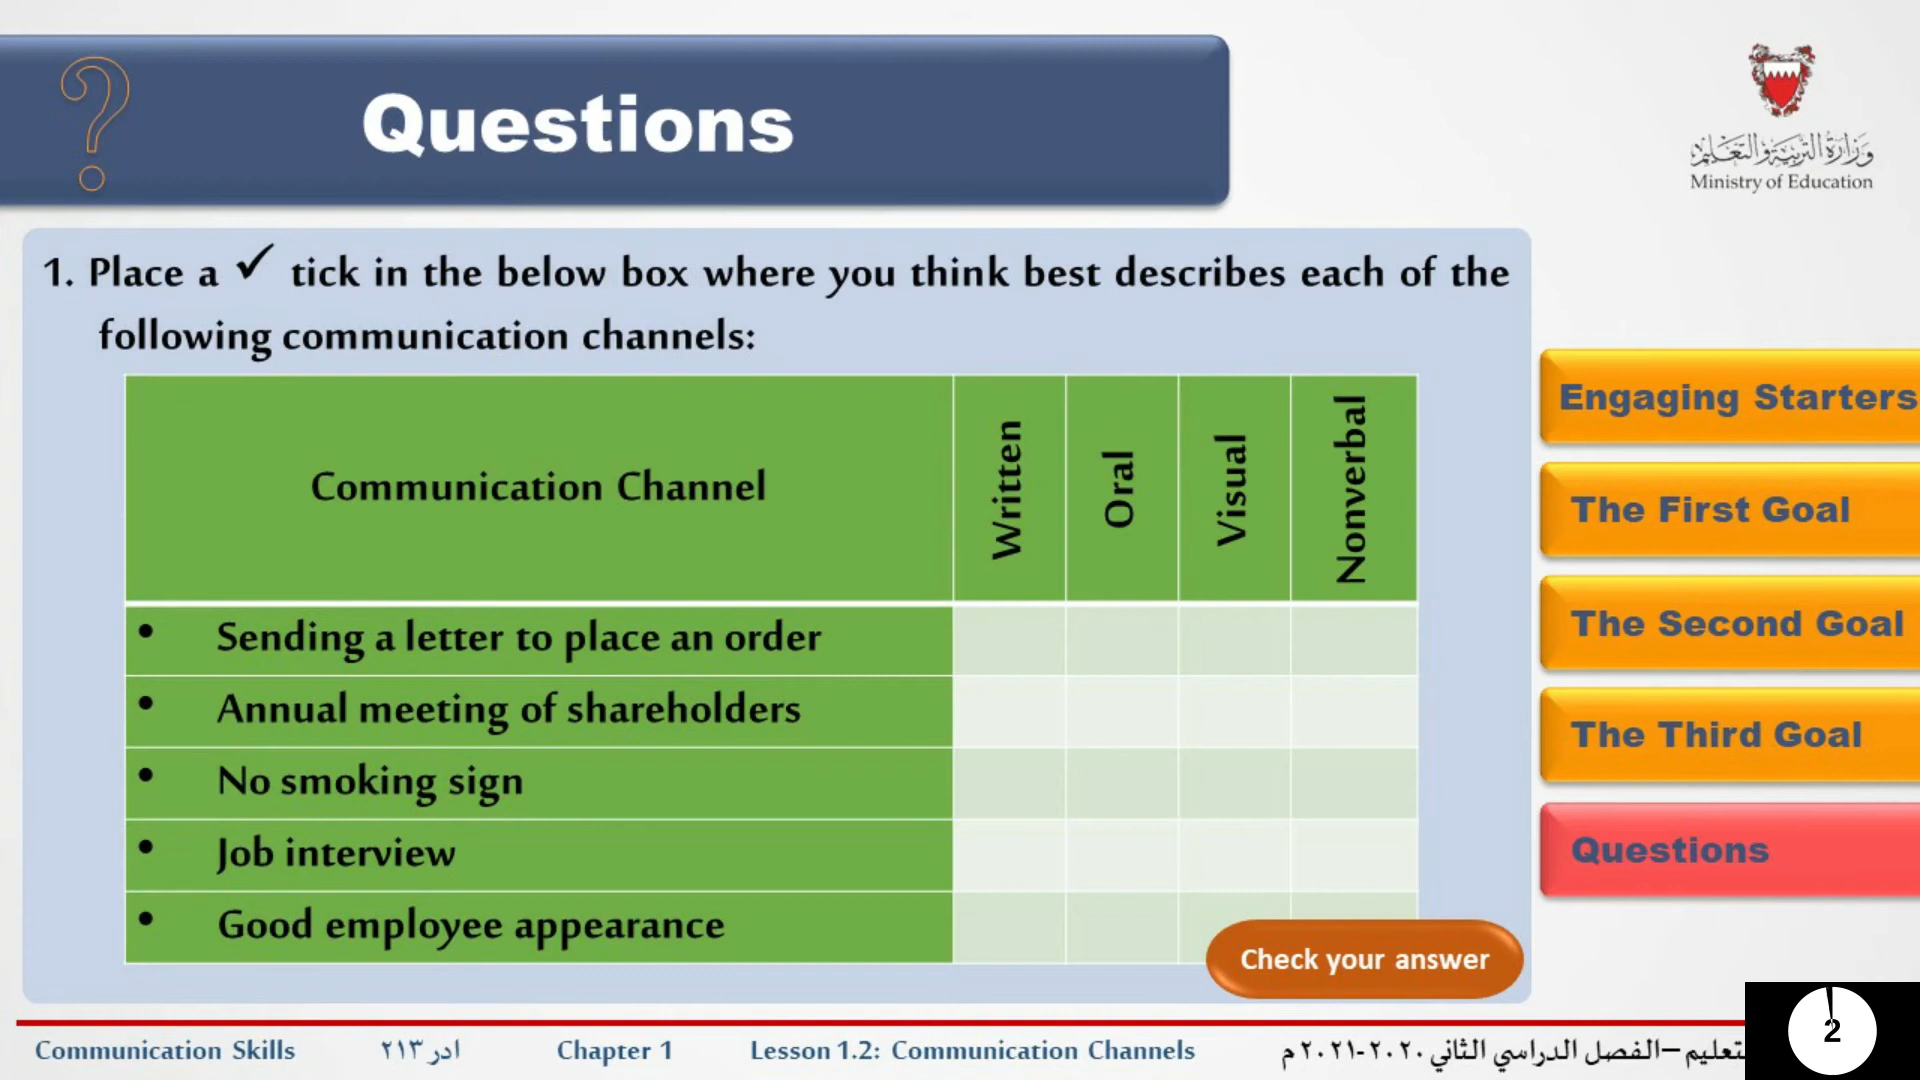 ?
Questions
وزارة التربية والتعليم
Ministry of Education
1. Place a ✓ tick in the below box where you think best describes each of the
following communication channels:
Communication Channel
Written
Oral
Visual
Nonverbal
• Sending a letter to place an order
• Annual meeting of shareholders
• No smoking sign
• Job interview
• Good employee appearance
Check your answer
Engaging Starters
The First Goal
The Second Goal
The Third Goal
Questions
Communication Skills ادر ٢١٣ Chapter 1 Lesson 1.2: Communication Channels تعليم – الفصل الدراسي الثاني ٢٠٢٠-٢٠٢١ م
2